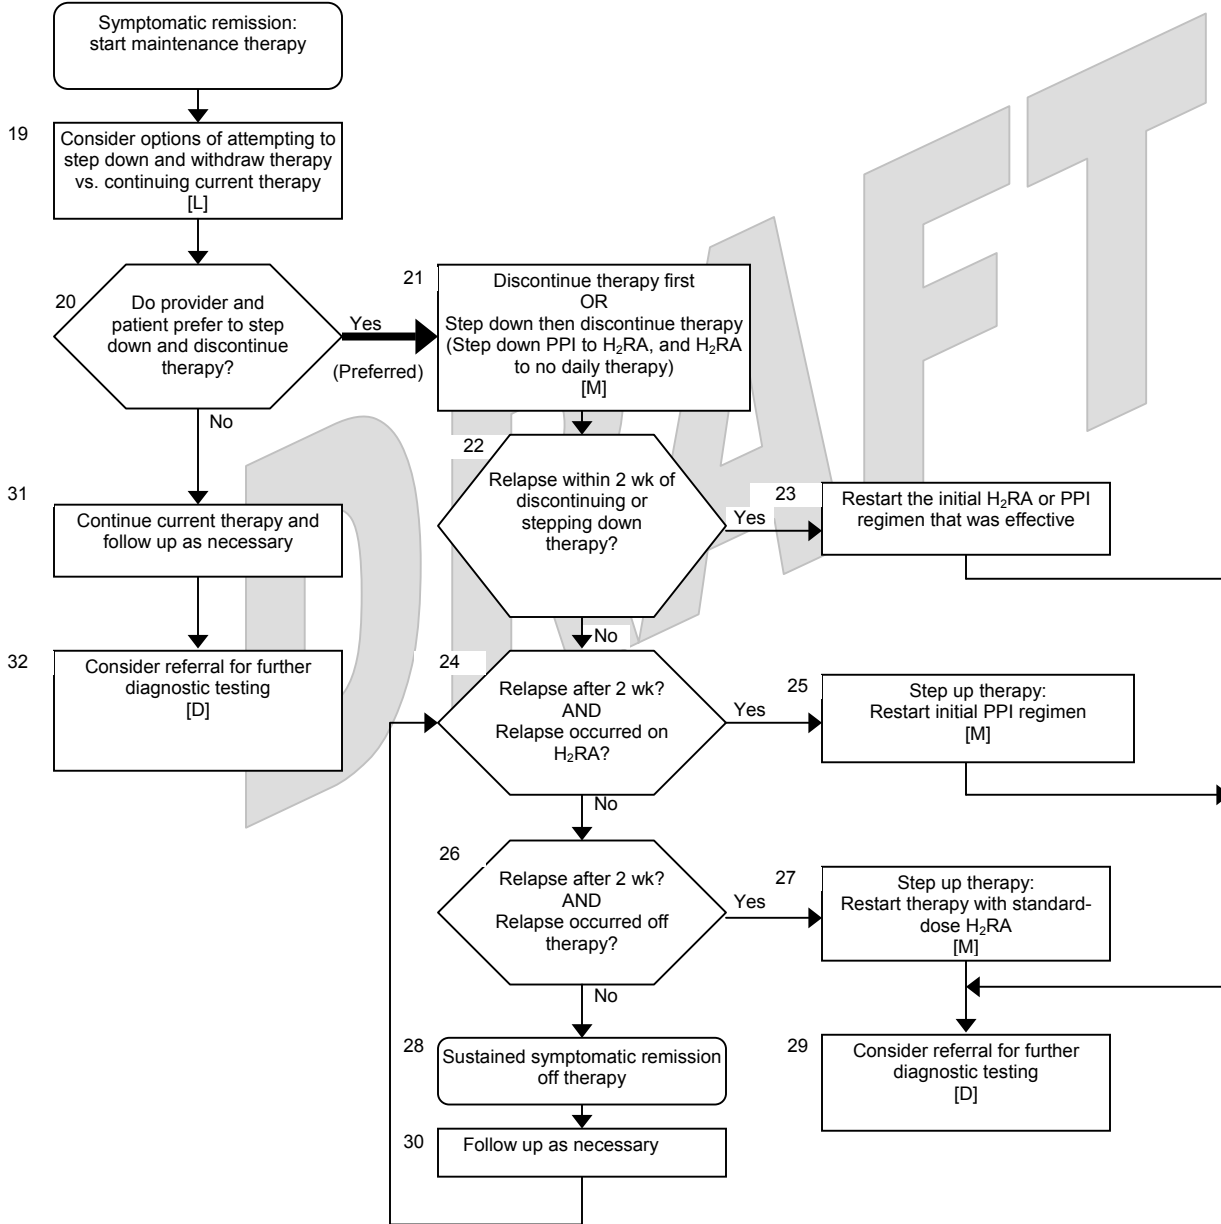 Symptomatic remission:
start maintenance therapy
19
Consider options of attempting to
step down and withdraw therapy
vs. continuing current therapy
[L]
20
Do provider and
patient prefer to step
down and discontinue
therapy?
Yes
(Preferred)
No
21
Discontinue therapy first
OR
Step down then discontinue therapy
(Step down PPI to H₂RA, and H₂RA
to no daily therapy)
[M]
22
Relapse within 2 wk of
discontinuing or
stepping down
therapy?
Yes
No
23
Restart the initial H₂RA or PPI
regimen that was effective
31
Continue current therapy and
follow up as necessary
32
Consider referral for further
diagnostic testing
[D]
24
Relapse after 2 wk?
AND
Relapse occurred on
H₂RA?
Yes
No
25
Step up therapy:
Restart initial PPI regimen
[M]
26
Relapse after 2 wk?
AND
Relapse occurred off
therapy?
Yes
No
27
Step up therapy:
Restart therapy with standard-
dose H₂RA
[M]
28
Sustained symptomatic remission
off therapy
29
Consider referral for further
diagnostic testing
[D]
30
Follow up as necessary
DRAFT